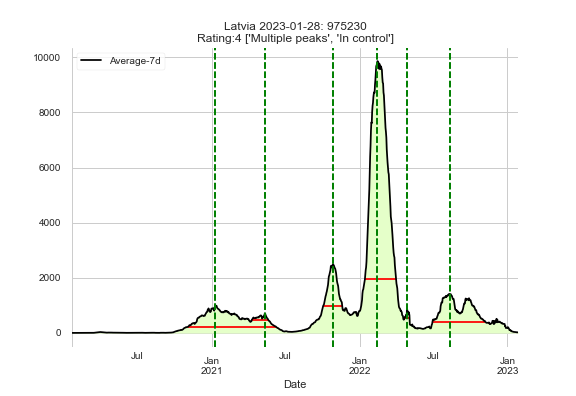 Latvia 2023-01-28: 975230
Rating:4 ['Multiple peaks', 'In control']
Average-7d
10000
8000
6000
4000
2000
0
Jul
Jan
2021
Jul
Jan
2022
Jul
Jan
2023
Date